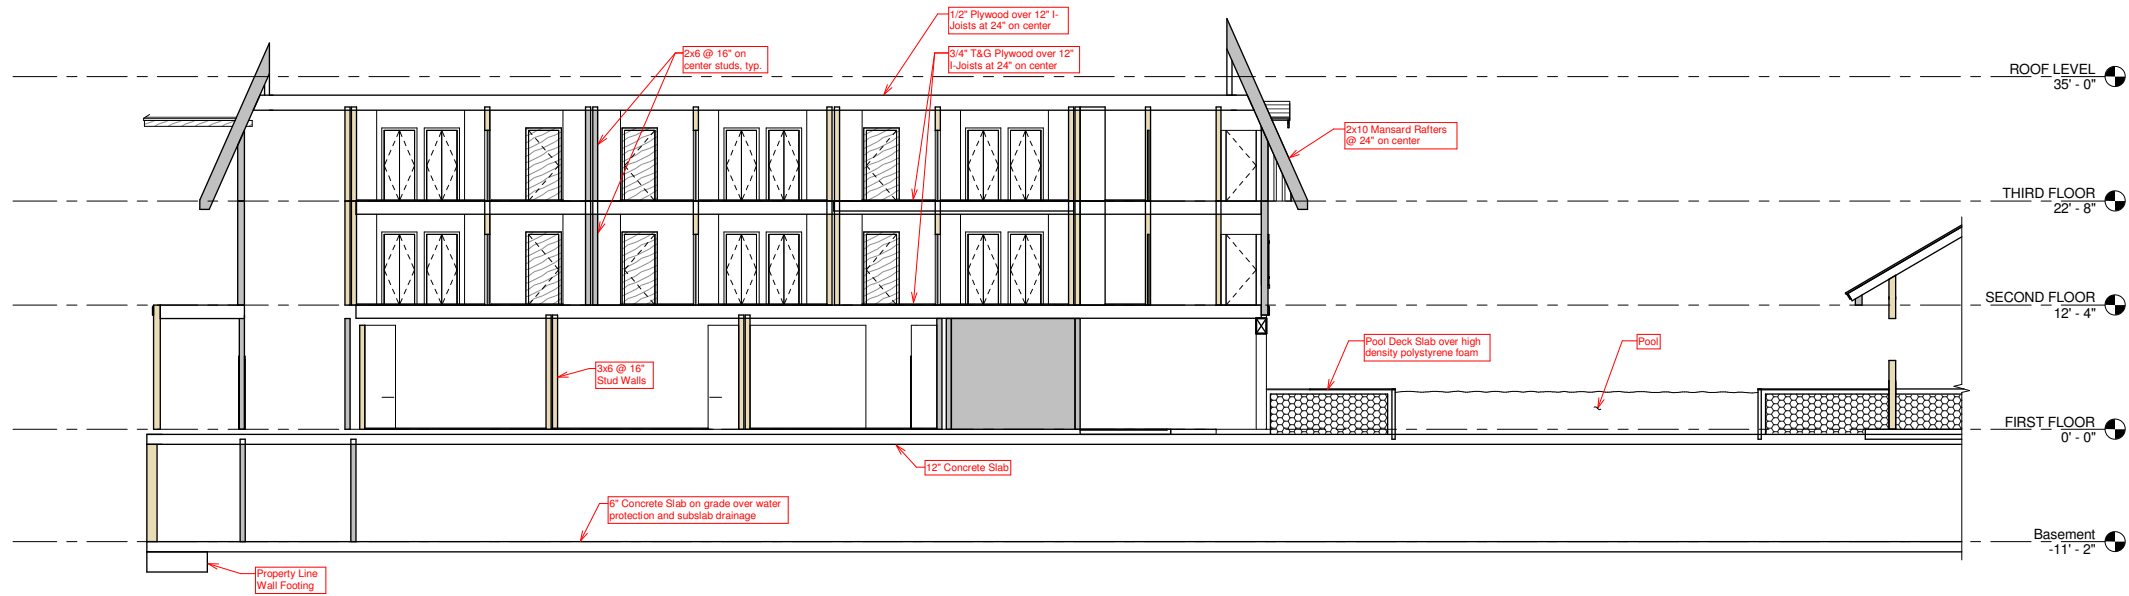 1/2" Plywood over 12" I-
Joists at 24" on center
2x6 @ 16" on
center studs, typ.
3/4" T&G Plywood over 12"
I-Joists at 24" on center
ROOF LEVEL
35' - 0"
2x10 Mansard Rafters
@ 24" on center
THIRD FLOOR
22' - 8"
SECOND FLOOR
12' - 4"
Pool Deck Slab over high
density polystyrene foam
Pool
3x6 @ 16"
Stud Walls
FIRST FLOOR
0' - 0"
12" Concrete Slab
6" Concrete Slab on grade over water
protection and subslab drainage
Basement
-11' - 2"
Property Line
Wall Footing